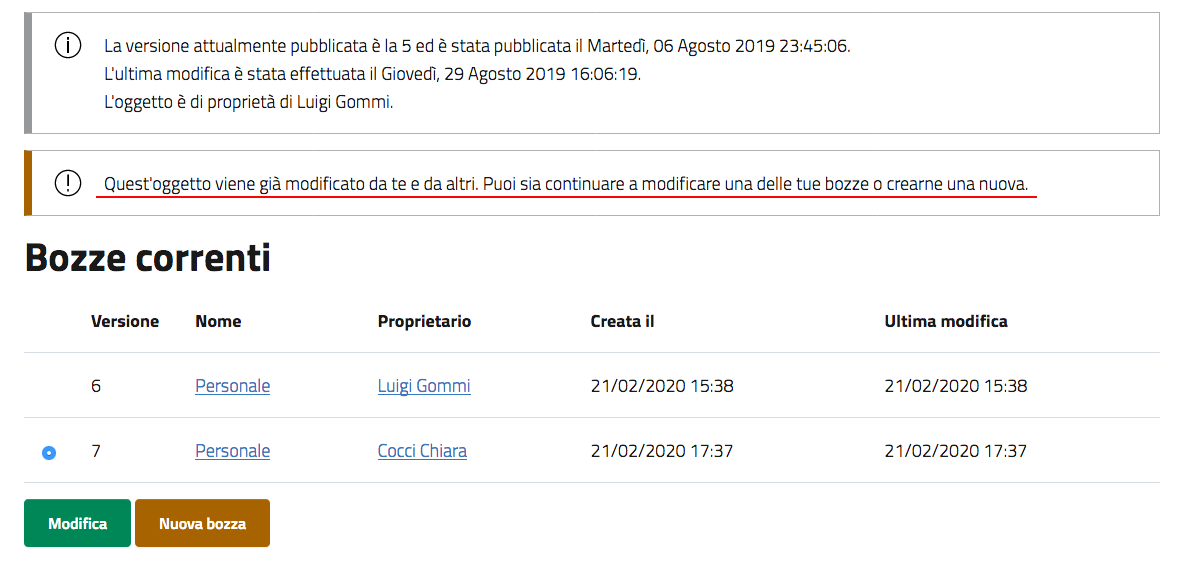 La versione attualmente pubblicata è la 5 ed è stata pubblicata il Martedì, 06 Agosto 2019 23:45:06.
L'ultima modifica è stata effettuata il Giovedì, 29 Agosto 2019 16:06:19.
L'oggetto è di proprietà di Luigi Gommi.
Quest'oggetto viene già modificato da te e da altri. Puoi sia continuare a modificare una delle tue bozze o crearne una nuova.
Bozze correnti
Versione Nome Proprietario Creata il Ultima modifica
6 Personale Luigi Gommi 21/02/2020 15:38 21/02/2020 15:38
7 Personale Cocci Chiara 21/02/2020 17:37 21/02/2020 17:37
Modifica Nuova bozza